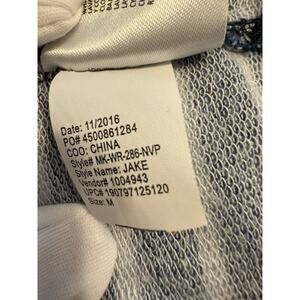 Date: 11/2016
PO# 4500861284
COO: CHINA
Style# MK-WR-286-NVP
Style Name: JAKE
Vendor# 1004943
UPC# 190797125120
Size: M